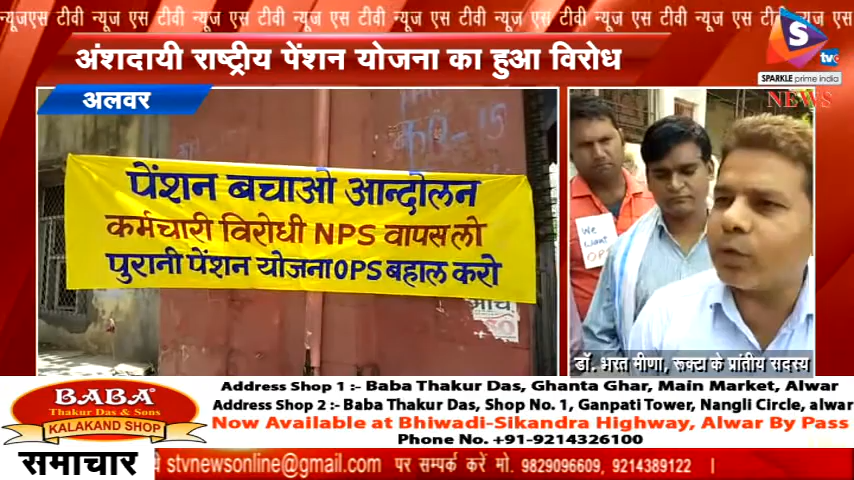 न्यूज एस टीवी न्यूज एस टीवी न्यूज एस टीवी न्यूज एस टीवी न्यूज एस टीवी न्यूज एस टी
अंशदायी राष्ट्रीय पेंशन योजना का हुआ विरोध
S
tv
SPARKLE prime india
NEWS
अलवर
पेंशन बचाओ आन्दोलन
कर्मचारी विरोधी NPS वापस लो
पुरानी पेंशन योजना OPS बहाल करो
We
want
OP
डॉ. भरत मीणा, रूक्टा के प्रांतीय सदस्य
BABA
Thakur Das & Sons
KALAKAND SHOP
Address Shop 1 :- Baba Thakur Das, Ghanta Ghar, Main Market, Alwar
Address Shop 2 :- Baba Thakur Das, Shop No. 1, Ganpati Tower, Nangli Circle, alwar
Now Available at Bhiwadi-Sikandra Highway, Alwar By Pass
Phone No. +91-9214326100
समाचार
ये stvnewsonline@gmail.com पर सम्पर्क करें मो. 9829096609, 9214389122 |